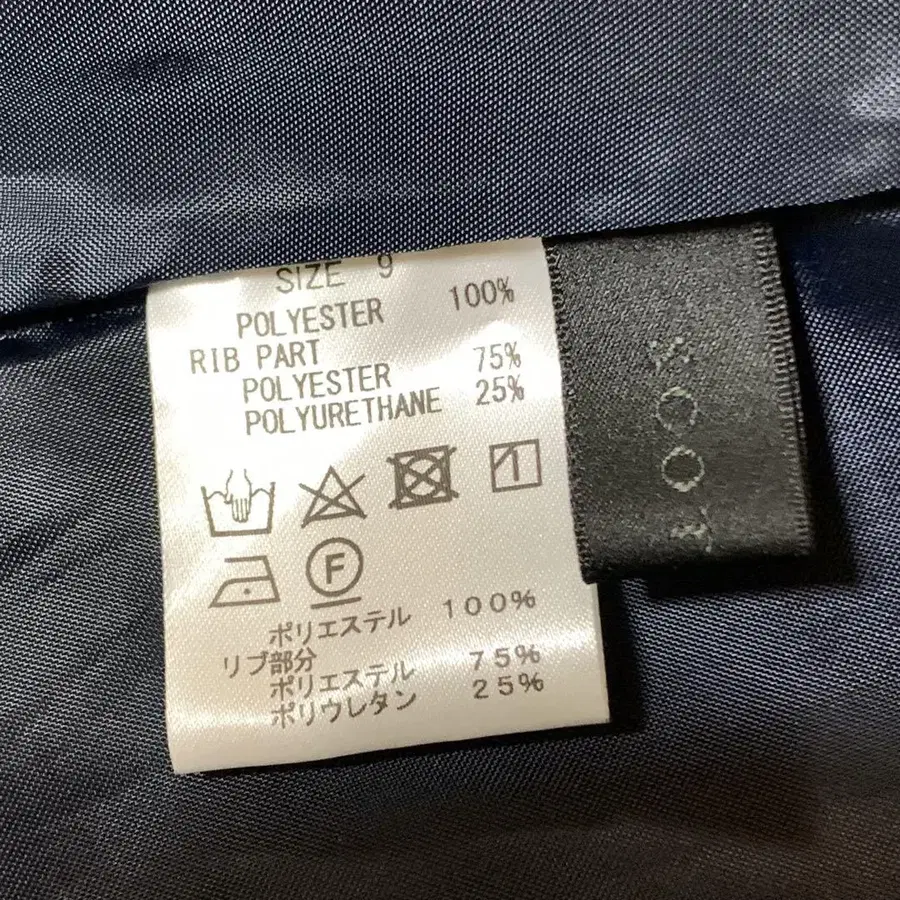 SIZE 9
POLYESTER 100%
RIB PART
POLYESTER 75%
POLYURETHANE 25%
F
ポリエステル 100%
リブ部分
ポリエステル 75%
ポリウレタン 25%